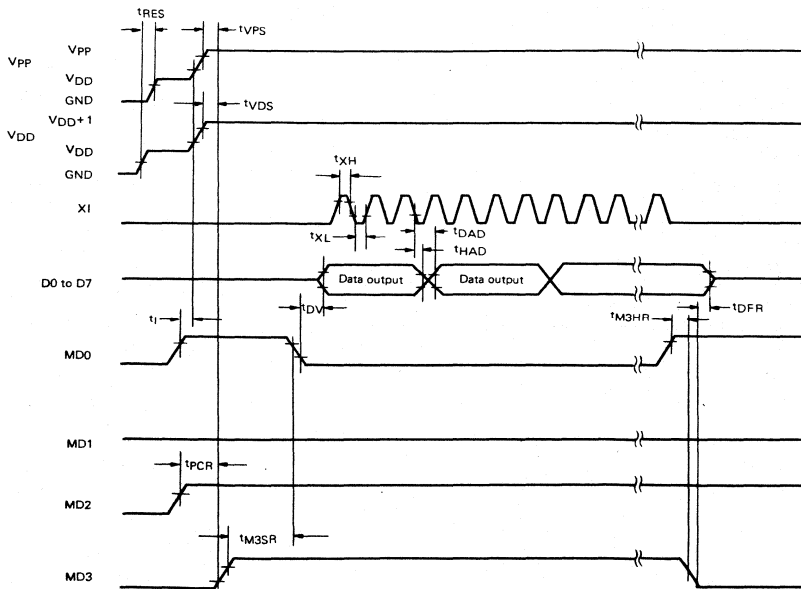 tRES
tVPS
VPP
VPP
VDD
GND
tVDS
VDD+1
VDD
VDD
GND
tXH
XI
tXL
tDAD
tHAD
D0 to D7
Data output
Data output
tDV
tDFR
tI
tM3HR
MD0
MD1
tPCR
MD2
tM3SR
MD3